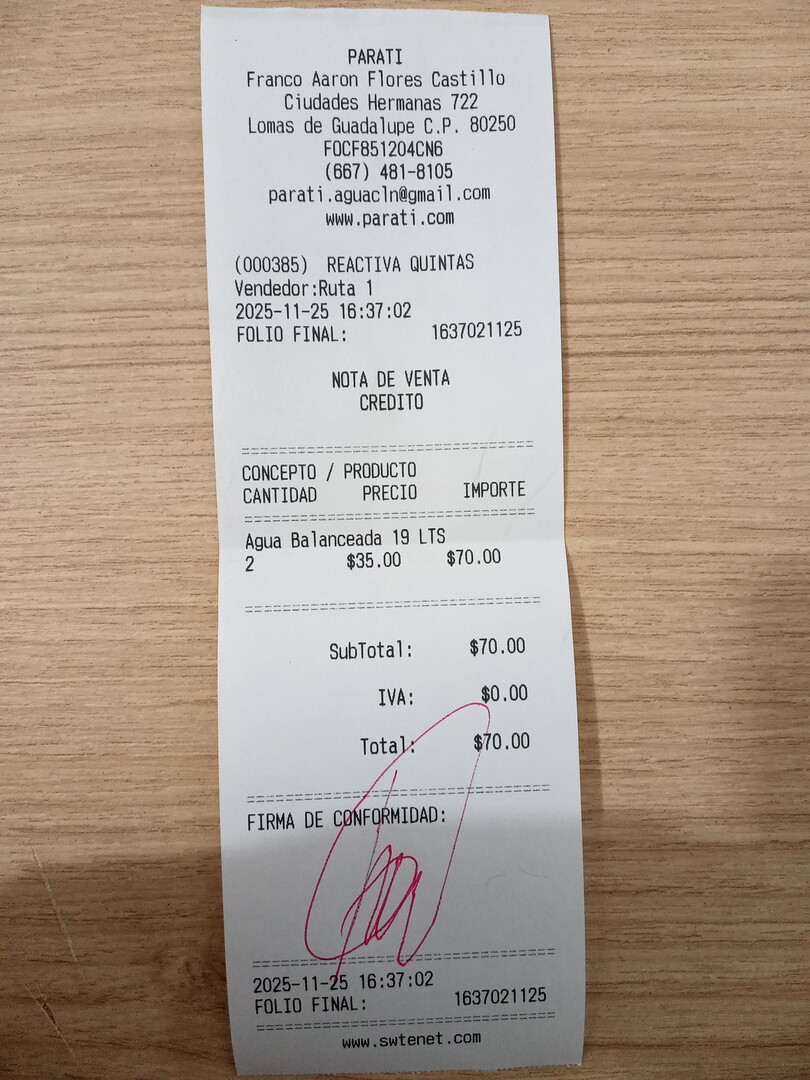 PARATI
Franco Aaron Flores Castillo
Ciudades Hermanas 722
Lomas de Guadalupe C.P. 80250
FOCF851204CN6
(667) 481-8105
parati.aguacln@gmail.com
www.parati.com
(000385) REACTIVA QUINTAS
Vendedor:Ruta 1
2025-11-25 16:37:02
FOLIO FINAL: 1637021125
NOTA DE VENTA
CREDITO
CONCEPTO / PRODUCTO
CANTIDAD PRECIO IMPORTE
Agua Balanceada 19 LTS
2 $35.00 $70.00
SubTotal: $70.00
IVA: $0.00
Total: $70.00
FIRMA DE CONFORMIDAD:
2025-11-25 16:37:02
FOLIO FINAL: 1637021125
www.swtenet.com